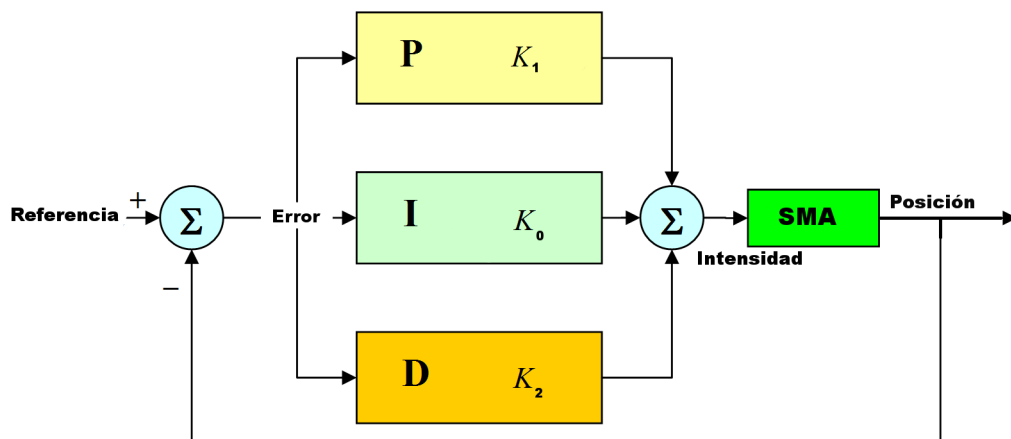 P K₁
Referencia + Σ Error I K₀ Σ SMA Posición
Intensidad
−
D K₂